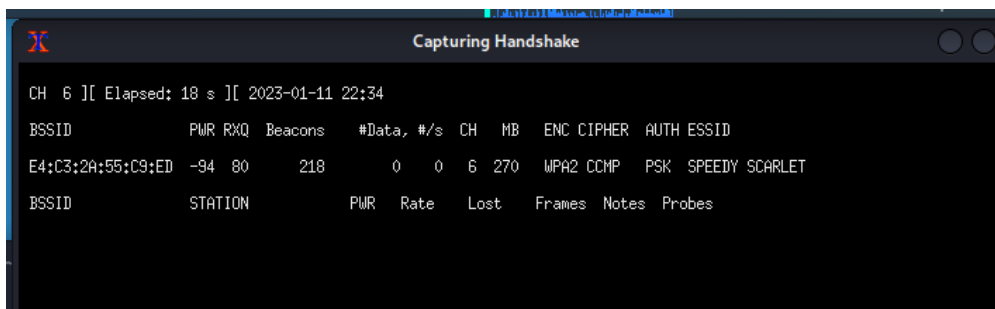 Capturing Handshake
CH 6 ][ Elapsed: 18 s ][ 2023-01-11 22:34
BSSID PWR RXQ Beacons #Data, #/s CH MB ENC CIPHER AUTH ESSID
E4:C3:2A:55:C9:ED -94 80 218 0 0 6 270 WPA2 CCMP PSK SPEEDY SCARLET
BSSID STATION PWR Rate Lost Frames Notes Probes